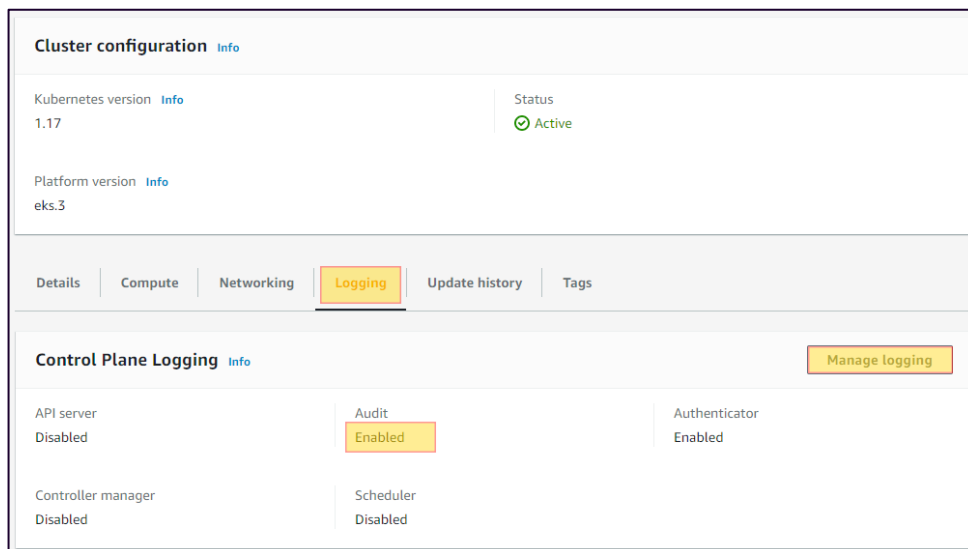 Cluster configuration Info
Kubernetes version Info
1.17
Status
Active
Platform version Info
eks.3
Details Compute Networking Logging Update history Tags
Control Plane Logging Info
Manage logging
API server
Disabled
Audit
Enabled
Authenticator
Enabled
Controller manager
Disabled
Scheduler
Disabled